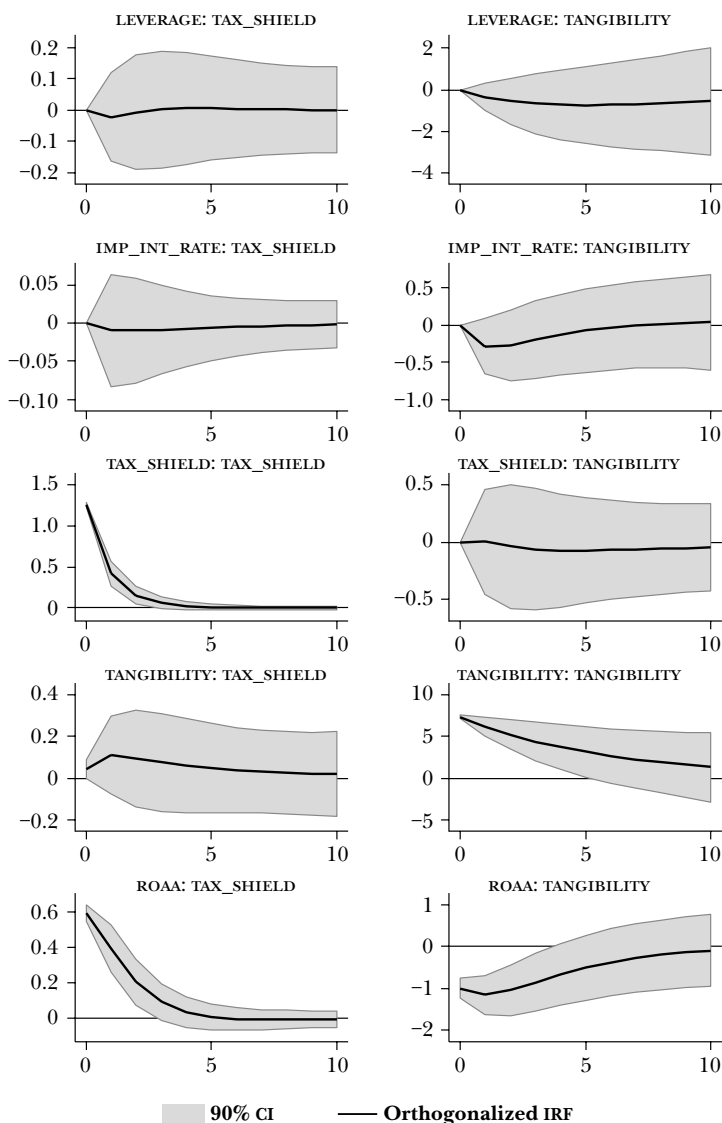 LEVERAGE: TAX_SHIELD
0.2
0.1
0
−0.1
−0.2
0 5 10
LEVERAGE: TANGIBILITY
2
0
−2
−4
0 5 10
IMP_INT_RATE: TAX_SHIELD
0.05
0
−0.05
−0.10
0 5 10
IMP_INT_RATE: TANGIBILITY
0.5
0
−0.5
−1.0
0 5 10
TAX_SHIELD: TAX_SHIELD
1.5
1.0
0.5
0
0 5 10
TAX_SHIELD: TANGIBILITY
0.5
0
−0.5
0 5 10
TANGIBILITY: TAX_SHIELD
0.4
0.2
0
−0.2
0 5 10
TANGIBILITY: TANGIBILITY
10
5
0
−5
0 5 10
ROAA: TAX_SHIELD
0.6
0.4
0.2
0
0 5 10
ROAA: TANGIBILITY
1
0
−1
−2
0 5 10
90% CI
Orthogonalized IRF